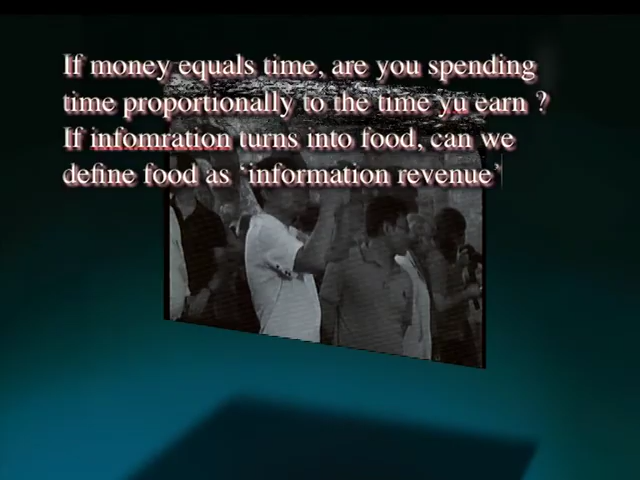 If money equals time, are you spending
time proportionally to the time yu earn ?
If infomration turns into food, can we
define food as ‘information revenue’